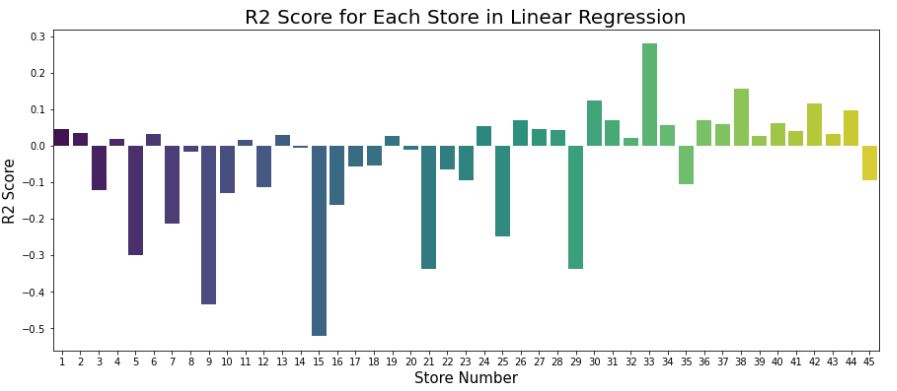 R2 Score for Each Store in Linear Regression
0.3
0.2
0.1
0.0
−0.1
−0.2
−0.3
−0.4
−0.5
R2 Score
1 2 3 4 5 6 7 8 9 10 11 12 13 14 15 16 17 18 19 20 21 22 23 24 25 26 27 28 29 30 31 32 33 34 35 36 37 38 39 40 41 42 43 44 45
Store Number